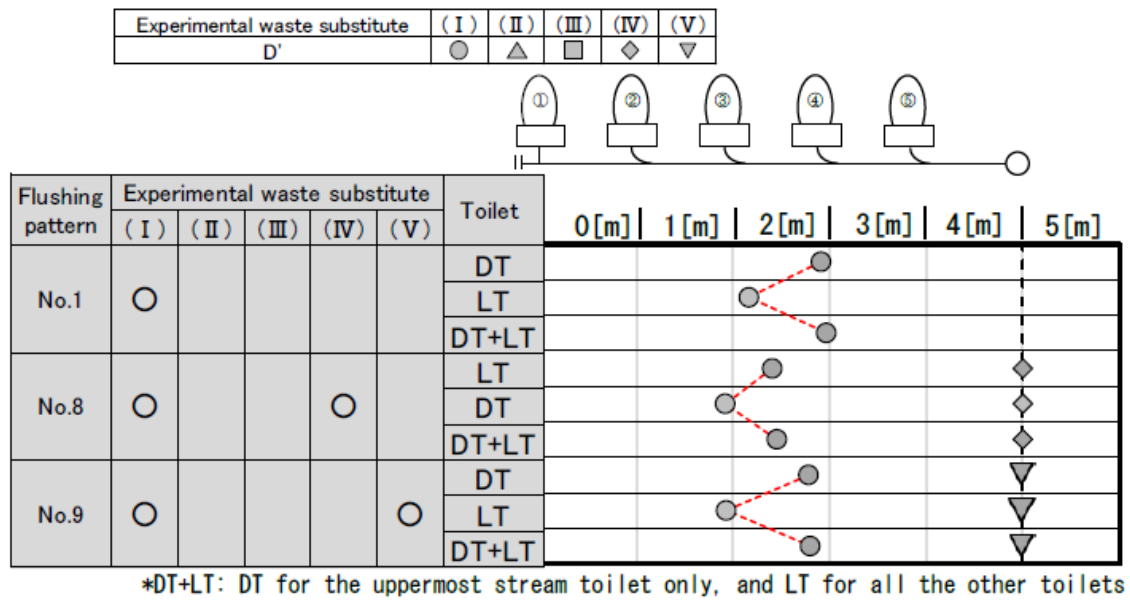 Experimental waste substitute (Ⅰ) (Ⅱ) (Ⅲ) (Ⅳ) (Ⅴ)
D'
① ② ③ ④ ⑤
Flushing pattern Experimental waste substitute Toilet
(Ⅰ) (Ⅱ) (Ⅲ) (Ⅳ) (Ⅴ)
0[m] 1[m] 2[m] 3[m] 4[m] 5[m]
No.1
DT
LT
DT+LT
No.8
LT
DT
DT+LT
No.9
DT
LT
DT+LT
*DT+LT: DT for the uppermost stream toilet only, and LT for all the other toilets